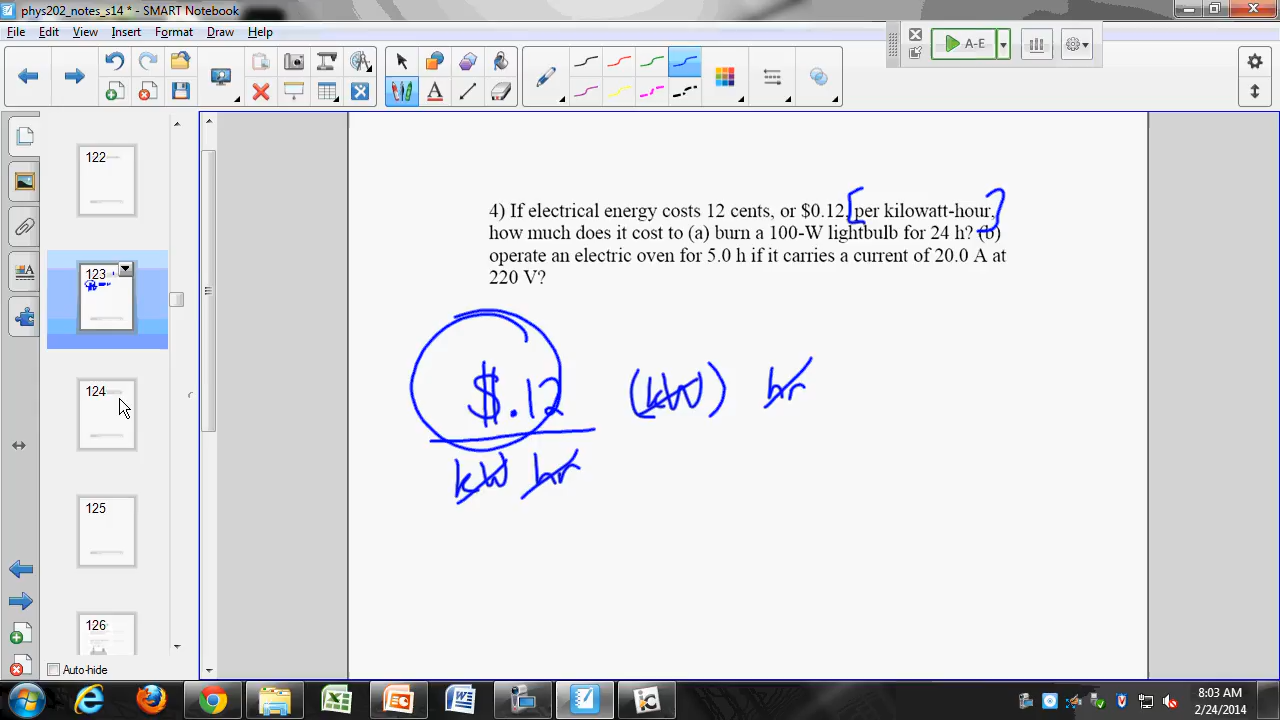 phys202_notes_s14 * - SMART Notebook
File Edit View Insert Format Draw Help
A-E
A
122
123
124
125
126
Auto-hide
4) If electrical energy costs 12 cents, or $0.12, [per kilowatt-hour,]
how much does it cost to (a) burn a 100-W lightbulb for 24 h? (b)
operate an electric oven for 5.0 h if it carries a current of 20.0 A at
220 V?
$.12 (kW) hr
kW hr
8:03 AM
2/24/2014